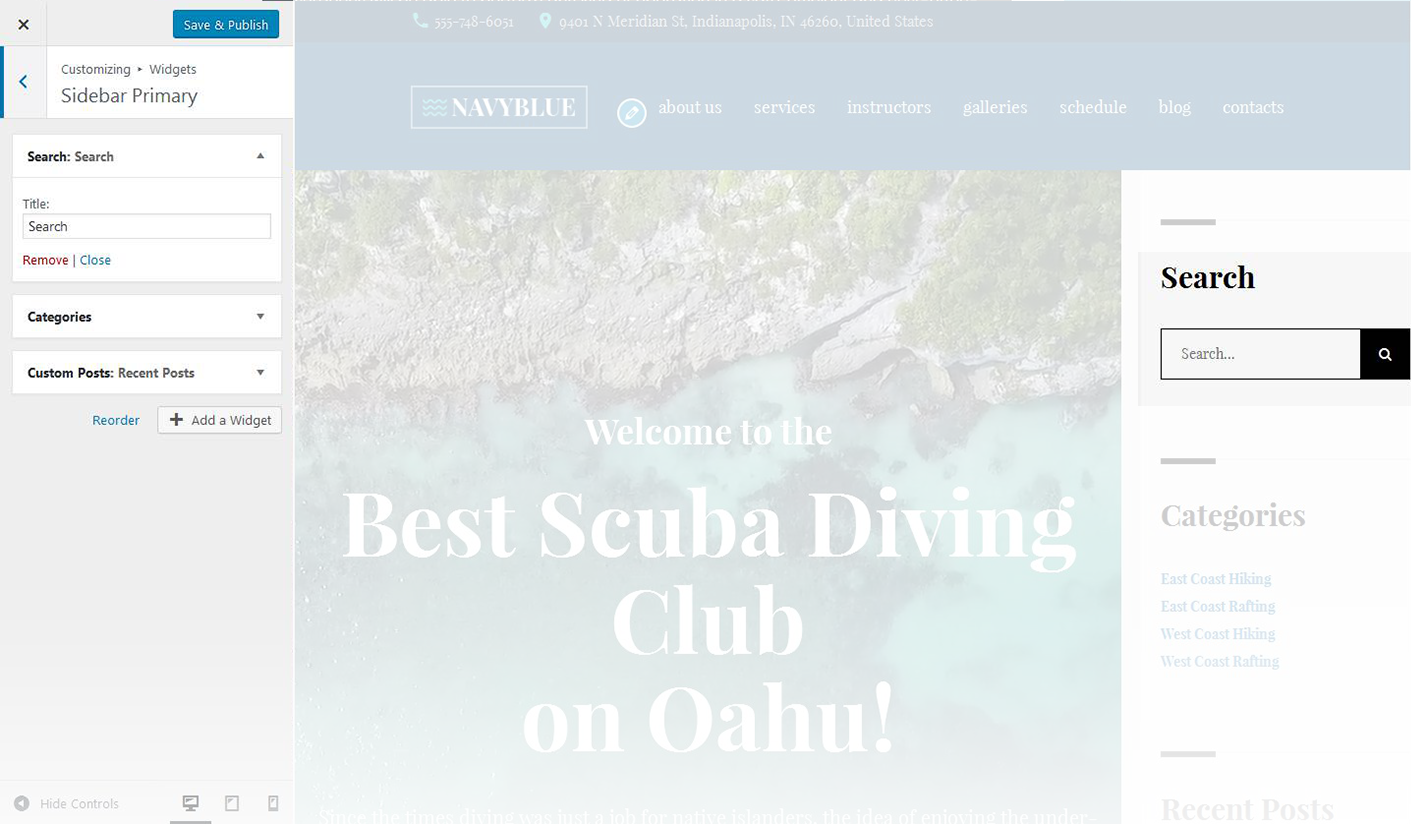 Save & Publish
Customizing ▸ Widgets
Sidebar Primary
Search: Search
Title:
Search
Remove | Close
Categories
Custom Posts: Recent Posts
Reorder
Add a Widget
Hide Controls
555-748-6051
9401 N Meridian St, Indianapolis, IN 46260, United States
NAVYBLUE
about us
services
instructors
galleries
schedule
blog
contacts
Welcome to the
Best Scuba Diving
Club
on Oahu!
Since the times diving was just a job for native islanders, the idea of enjoying the under-
Search
Search...
Categories
East Coast Hiking
East Coast Rafting
West Coast Hiking
West Coast Rafting
Recent Posts